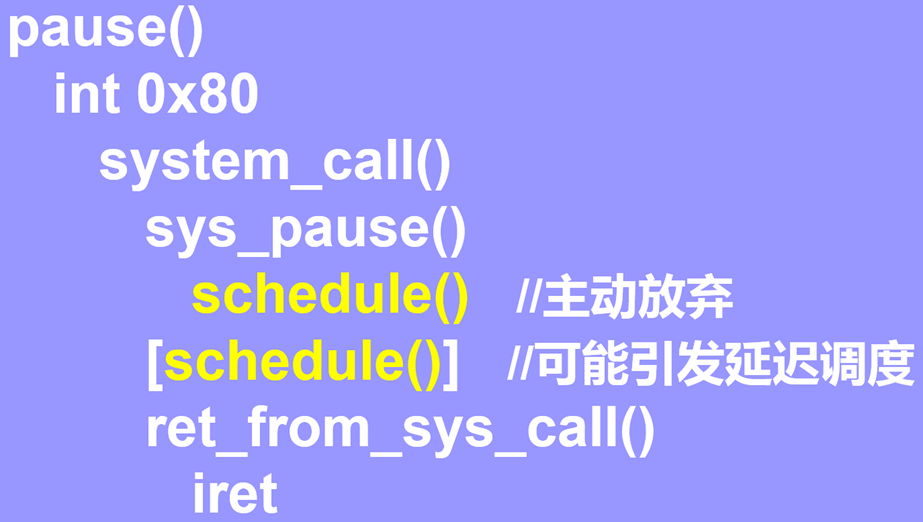 pause()
int 0x80
system_call()
sys_pause()
schedule() //主动放弃
[schedule()] //可能引发延迟调度
ret_from_sys_call()
iret